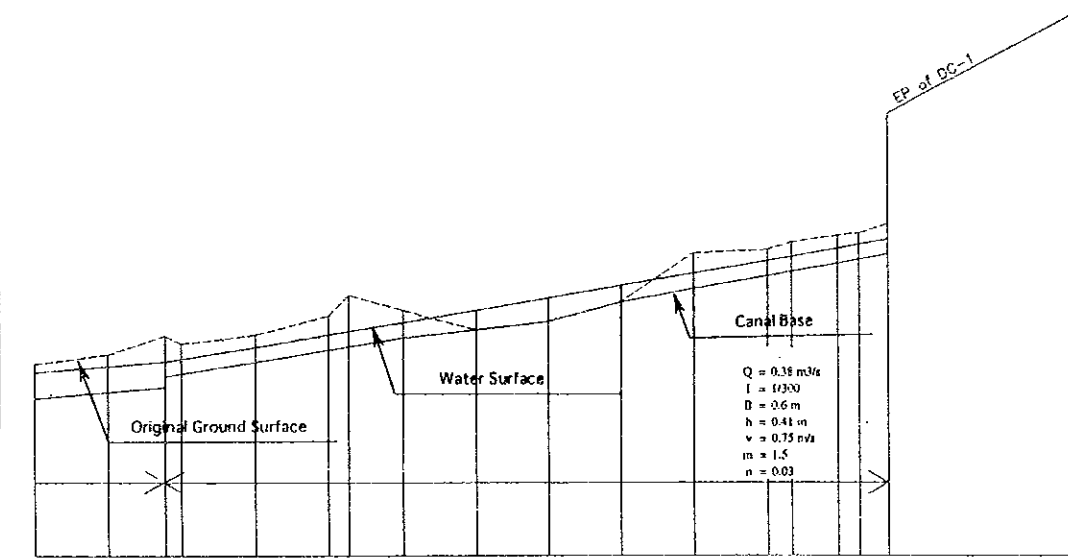 EP of DC-1
Canal Base
Water Surface
Original Ground Surface
Q = 0.38 m3/s
I = 1/300
B = 0.6 m
h = 0.41 m
v = 0.75 m/s
m = 1.5
n = 0.03